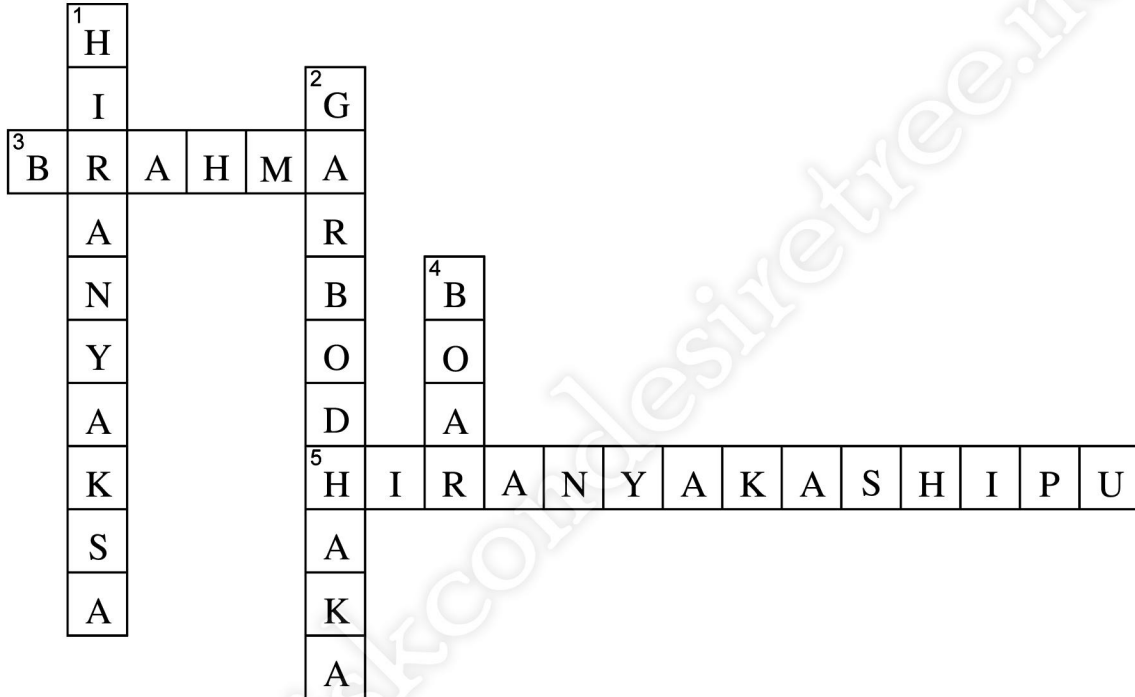 1
H
I 2 G
3 B R A H M A
A R
N B 4 B
Y O O
A D A
K 5 H I R A N Y A K A S H I P U
S A
A K
A